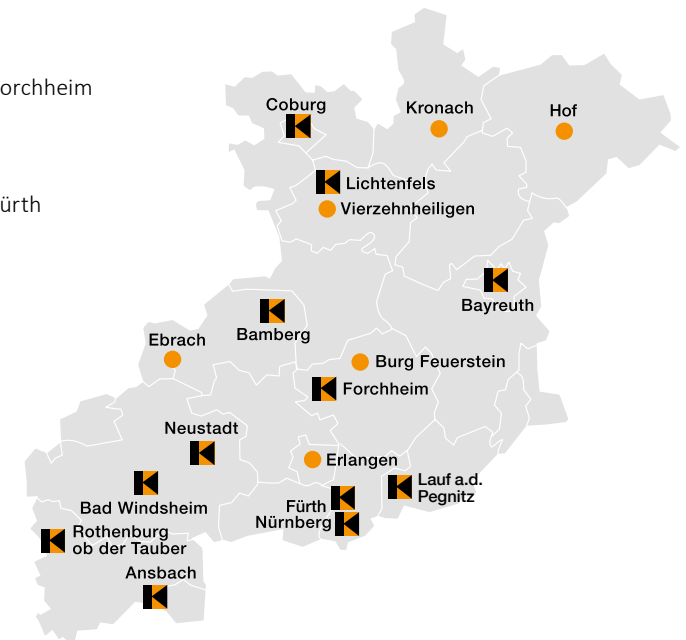 orchheim
Coburg
Kronach
Hof
Lichtenfels
ürth
Vierzehnheiligen
Bayreuth
Bamberg
Ebrach
Burg Feuerstein
Forchheim
Neustadt
Erlangen
Lauf a.d.
Pegnitz
Bad Windsheim
Fürth
Nürnberg
Rothenburg
ob der Tauber
Ansbach